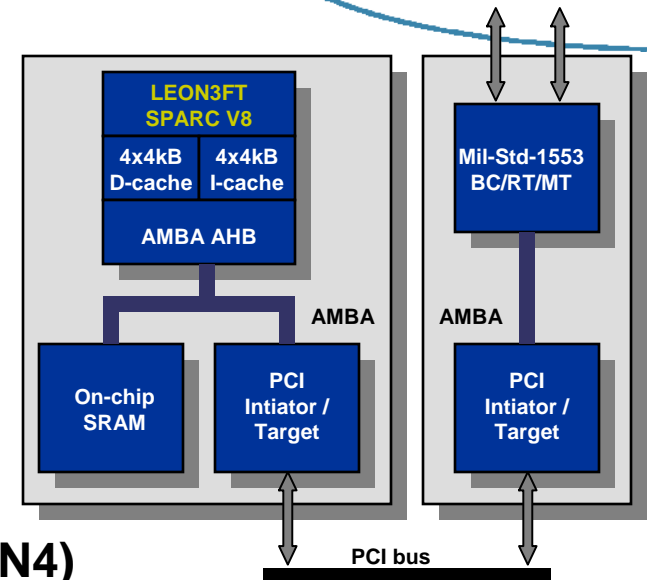 LEON3FT
SPARC V8
4x4kB
D-cache
4x4kB
I-cache
AMBA AHB
AMBA
On-chip
SRAM
PCI
Intiator /
Target
Mil-Std-1553
BC/RT/MT
AMBA
PCI
Intiator /
Target
N4)
PCI bus